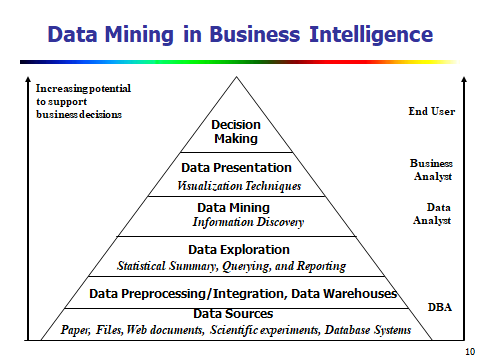 Data Mining in Business Intelligence
Increasing potential
to support
business decisions
End User
Decision
Making
Business
Analyst
Data Presentation
Visualization Techniques
Data
Analyst
Data Mining
Information Discovery
Data Exploration
Statistical Summary, Querying, and Reporting
Data Preprocessing/Integration, Data Warehouses
DBA
Data Sources
Paper, Files, Web documents, Scientific experiments, Database Systems
10